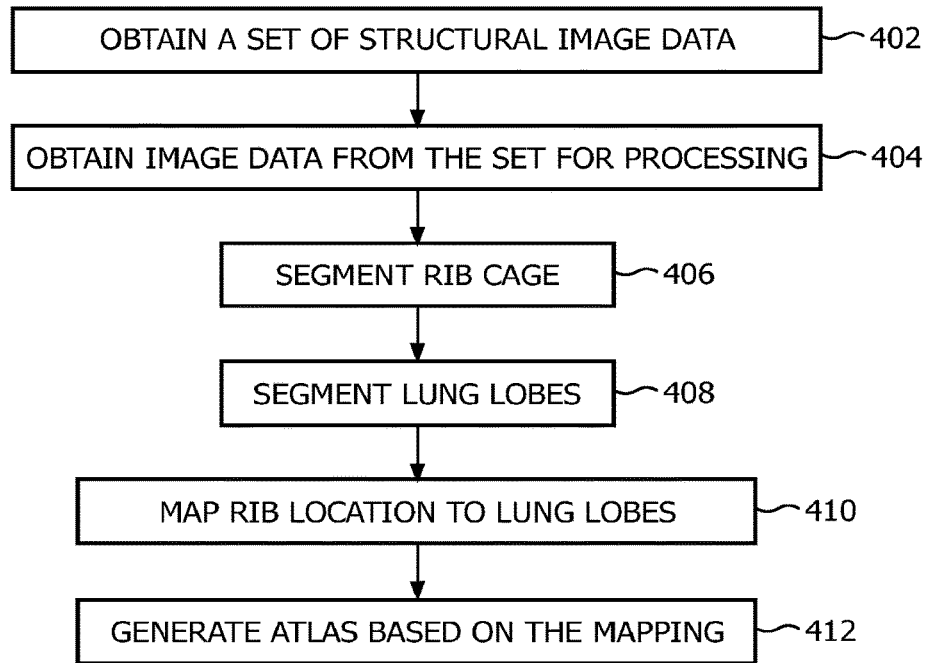 OBTAIN A SET OF STRUCTURAL IMAGE DATA 402
OBTAIN IMAGE DATA FROM THE SET FOR PROCESSING 404
SEGMENT RIB CAGE 406
SEGMENT LUNG LOBES 408
MAP RIB LOCATION TO LUNG LOBES 410
GENERATE ATLAS BASED ON THE MAPPING 412